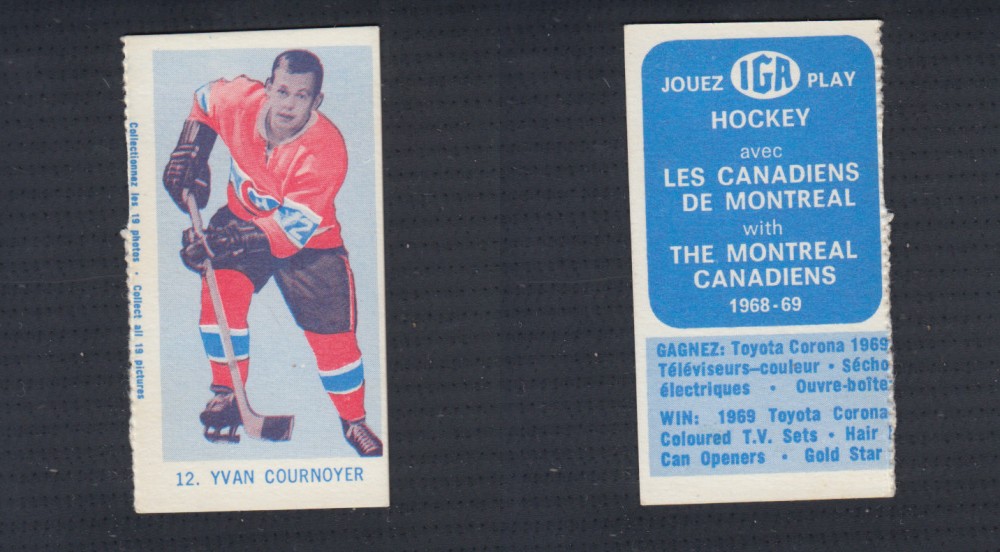 Collectionnez les 19 photos • Collect all 19 pictures
12. YVAN COURNOYER
JOUEZ IGA PLAY
HOCKEY
avec
LES CANADIENS
DE MONTREAL
with
THE MONTREAL
CANADIENS
1968-69
GAGNEZ: Toyota Corona 1969
Téléviseurs-couleur • Sécho
électriques • Ouvre-boîte
WIN: 1969 Toyota Corona
Coloured T.V. Sets • Hair
Can Openers • Gold Star